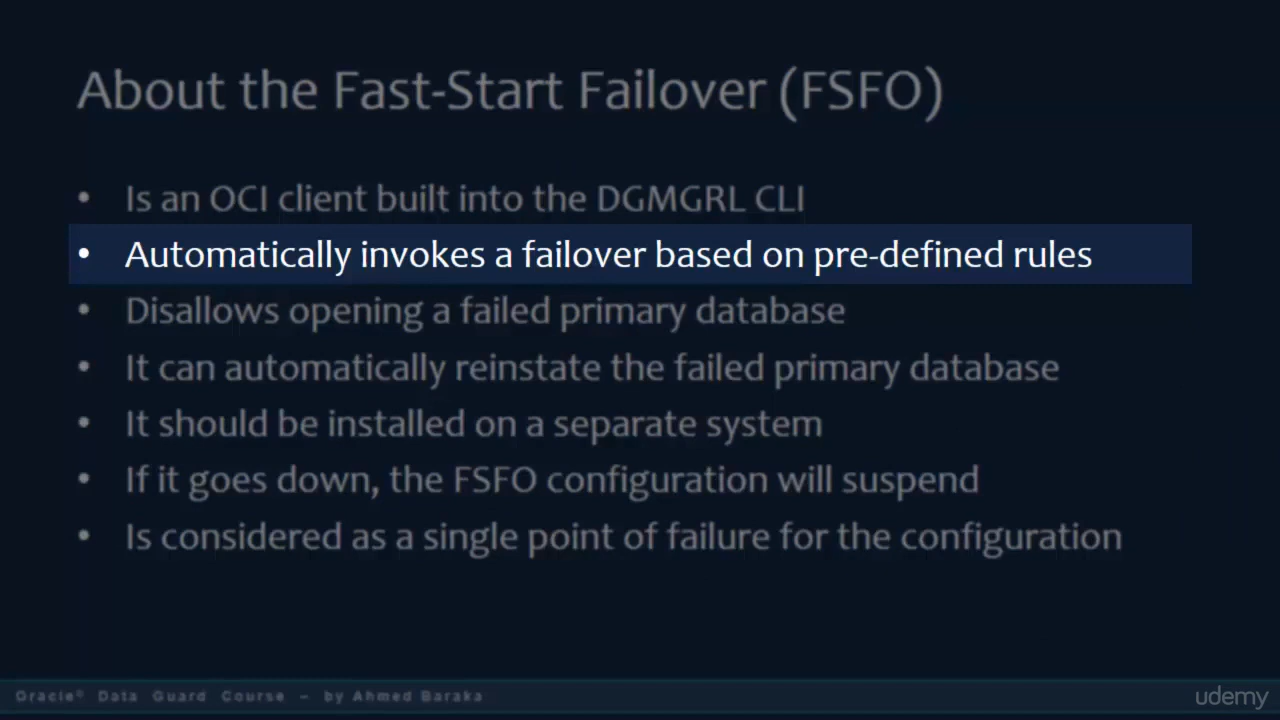 About the Fast-Start Failover (FSFO)
• Is an OCI client built into the DGMGRL CLI
• Automatically invokes a failover based on pre-defined rules
• Disallows opening a failed primary database
• It can automatically reinstate the failed primary database
• It should be installed on a separate system
• If it goes down, the FSFO configuration will suspend
• Is considered as a single point of failure for the configuration
Oracle® Data Guard Course – by Ahmed Baraka
udemy